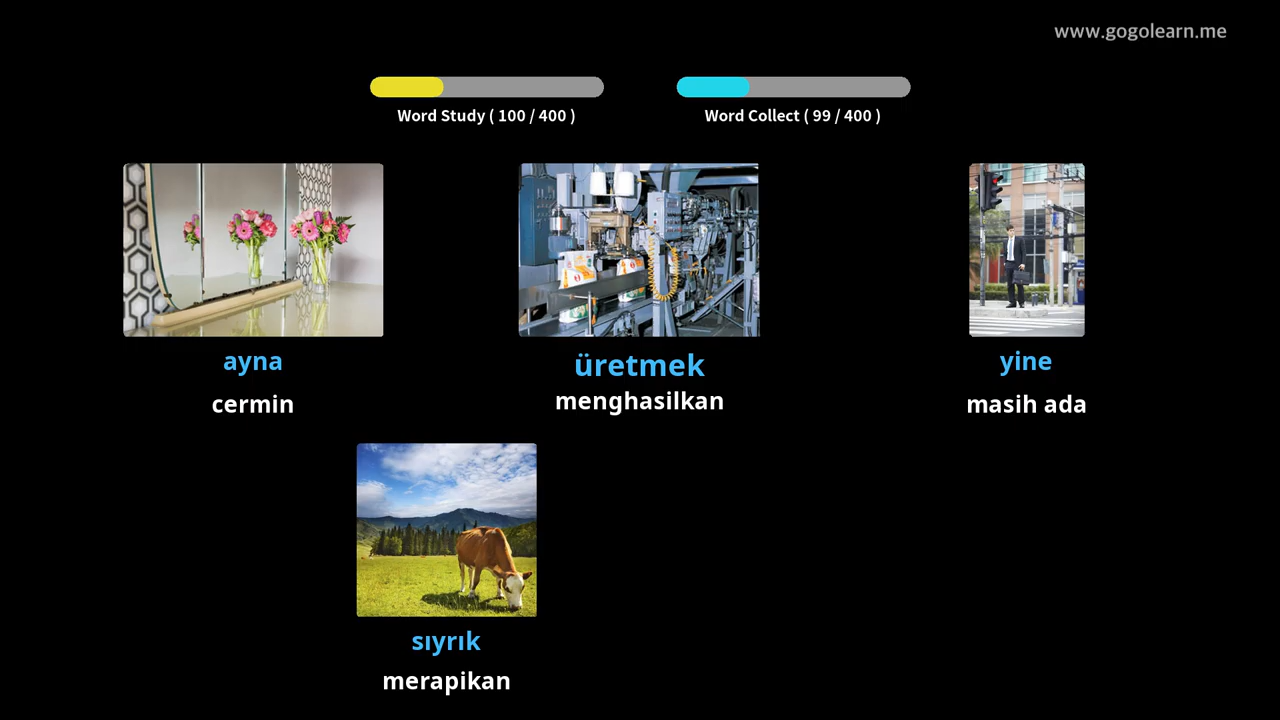 www.gogolearn.me
Word Study ( 100 / 400 )
Word Collect ( 99 / 400 )
ayna
üretmek
yine
cermin
menghasilkan
masih ada
sıyrık
merapikan